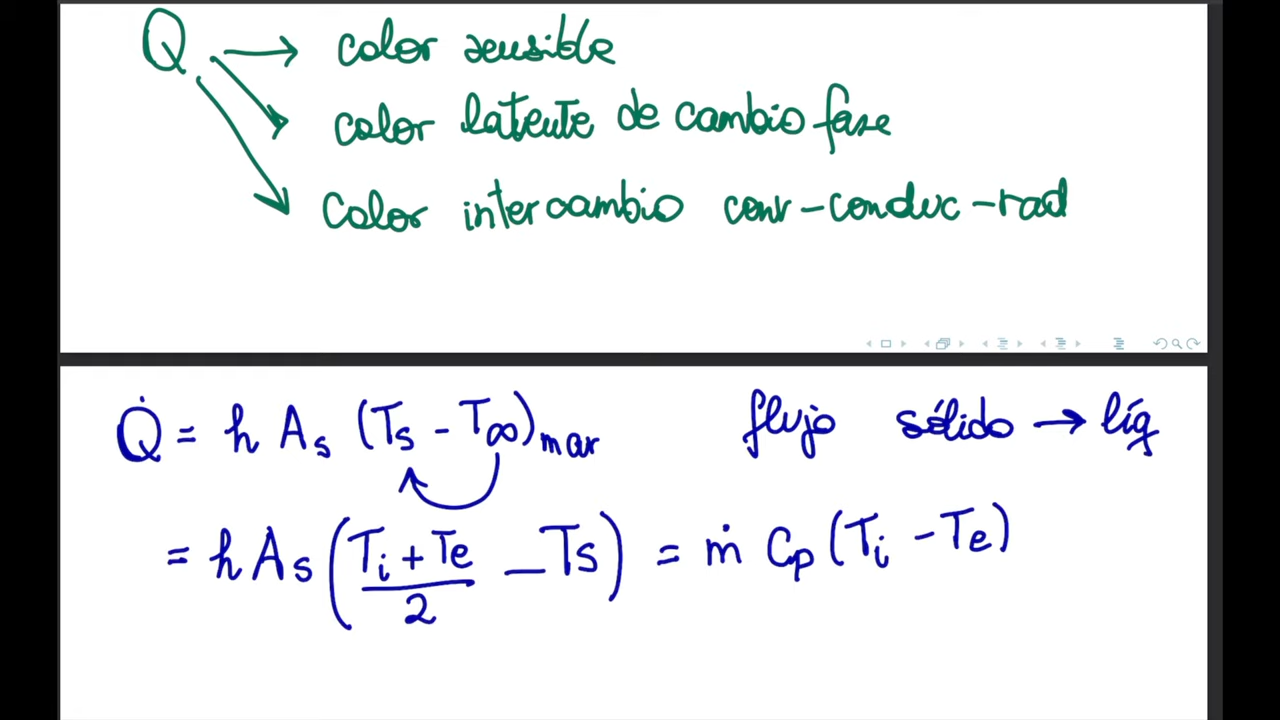 Q → calor sensible
calor latente de cambio fase
calor intercambio conv-conduc-rad
Q̇ = h As (Ts - T∞)mar flujo sólido → líq
= h As ((Ti + Te)/2 - Ts) = ṁ Cp (Ti - Te)